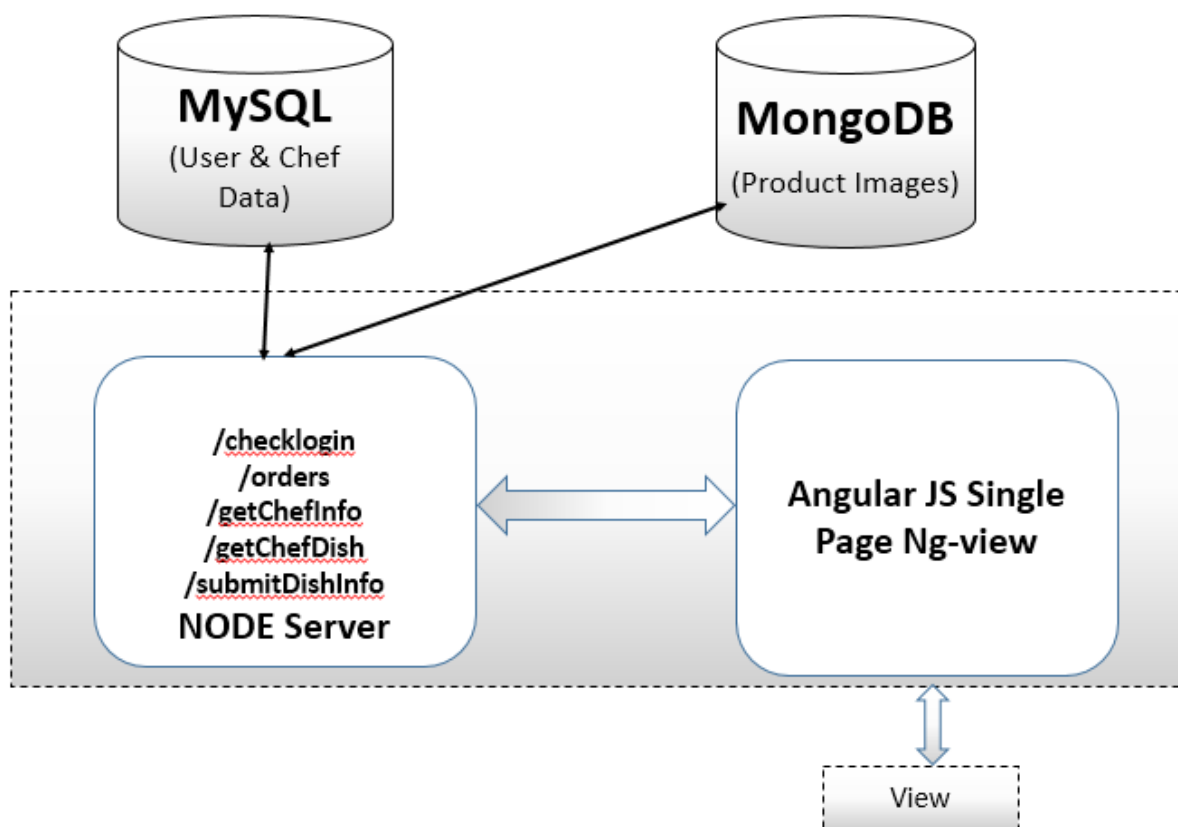 MySQL
(User & Chef
Data)
MongoDB
(Product Images)
/checklogin
/orders
/getChefInfo
/getChefDish
/submitDishInfo
NODE Server
Angular JS Single
Page Ng-view
View